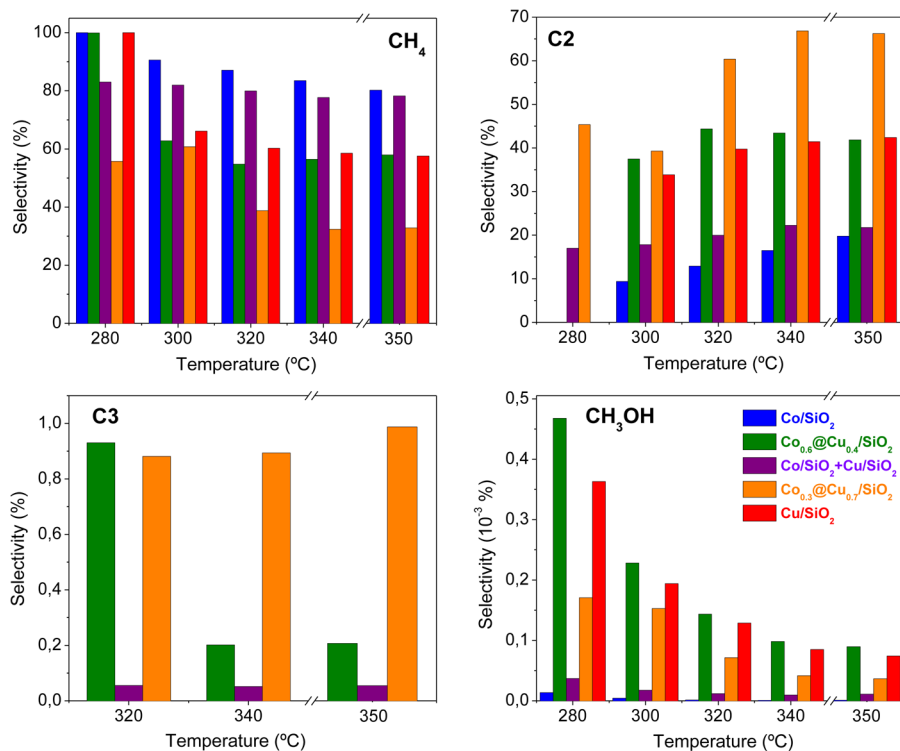 CH₄
Selectivity (%)
100
80
60
40
20
0
280 300 320 340 350
Temperature (ºC)
C2
Selectivity (%)
70
60
50
40
30
20
10
0
280 300 320 340 350
Temperature (ºC)
C3
Selectivity (%)
1,0
0,8
0,6
0,4
0,2
0,0
320 340 350
Temperature (ºC)
CH₃OH
Selectivity (10⁻³ %)
0,5
0,4
0,3
0,2
0,1
0,0
Co/SiO₂
Co₀.₆@Cu₀.₄/SiO₂
Co/SiO₂+Cu/SiO₂
Co₀.₃@Cu₀.₇/SiO₂
Cu/SiO₂
280 300 320 340 350
Temperature (ºC)